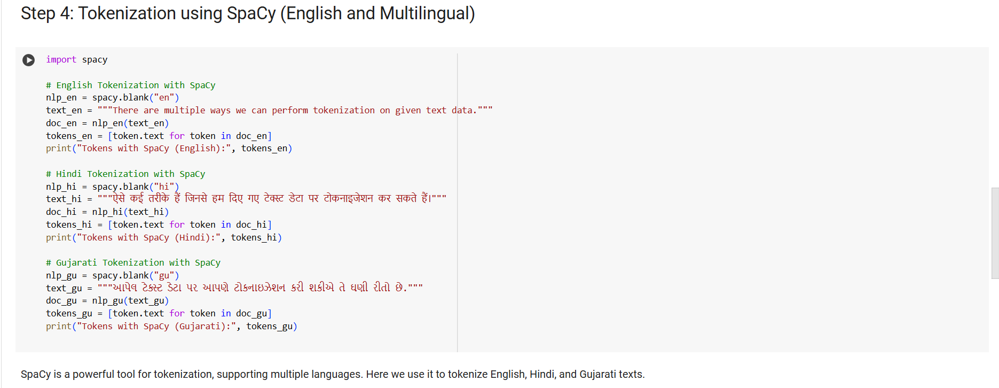 Step 4: Tokenization using SpaCy (English and Multilingual)
import spacy
# English Tokenization with SpaCy
nlp_en = spacy.blank("en")
text_en = """There are multiple ways we can perform tokenization on given text data."""
doc_en = nlp_en(text_en)
tokens_en = [token.text for token in doc_en]
print("Tokens with SpaCy (English):", tokens_en)
# Hindi Tokenization with SpaCy
nlp_hi = spacy.blank("hi")
text_hi = """ऐसे कई तरीके हैं जिनसे हम दिए गए टेक्स्ट डेटा पर टोकनाइजेशन कर सकते हैं।"""
doc_hi = nlp_hi(text_hi)
tokens_hi = [token.text for token in doc_hi]
print("Tokens with SpaCy (Hindi):", tokens_hi)
# Gujarati Tokenization with SpaCy
nlp_gu = spacy.blank("gu")
text_gu = """આપેલ ટેક્સ્ટ ડેટા પર આપણે ટોકનાઇઝેશન કરી શકીએ તે ઘણી રીતો છે."""
doc_gu = nlp_gu(text_gu)
tokens_gu = [token.text for token in doc_gu]
print("Tokens with SpaCy (Gujarati):", tokens_gu)
SpaCy is a powerful tool for tokenization, supporting multiple languages. Here we use it to tokenize English, Hindi, and Gujarati texts.